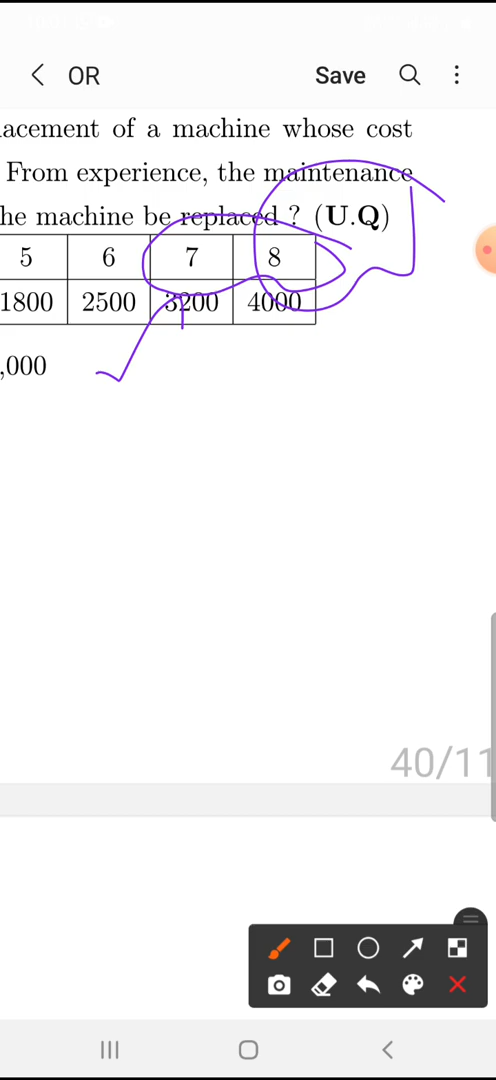 OR Save
acement of a machine whose cost
From experience, the maintenance
he machine be replaced ? (U.Q)
5 6 7 8
1800 2500 3200 4000
,000
40/11